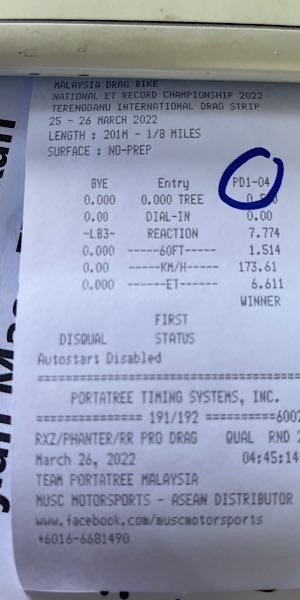 MALAYSIA DRAG BIKE
NATIONAL ET RECORD CHAMPIONSHIP 2022
TERENGGANU INTERNATIONAL DRAG STRIP
25 - 26 MARCH 2022
LENGTH : 201M - 1/8 MILES
SURFACE : NO-PREP
BYE Entry PD1-04
0.000 0.000 TREE
0.00 DIAL-IN 0.00
-LB3- REACTION 7.774
0.000 ------60FT------ 1.514
0.00 ------KM/H------ 173.61
0.000 -------ET------- 6.611
WINNER
FIRST
DISQUAL STATUS
Autostart Disabled
PORTATREE TIMING SYSTEMS, INC.
=============== 191/192 ==========6002
RXZ/PHANTER/RR PRO DRAG QUAL RND 2
March 26, 2022 04:45:14
TEAM PORTATREE MALAYSIA
MUSC MOTORSPORTS - ASEAN DISTRIBUTOR
www.facebook.com/muscmotorsports
+6016-6681490